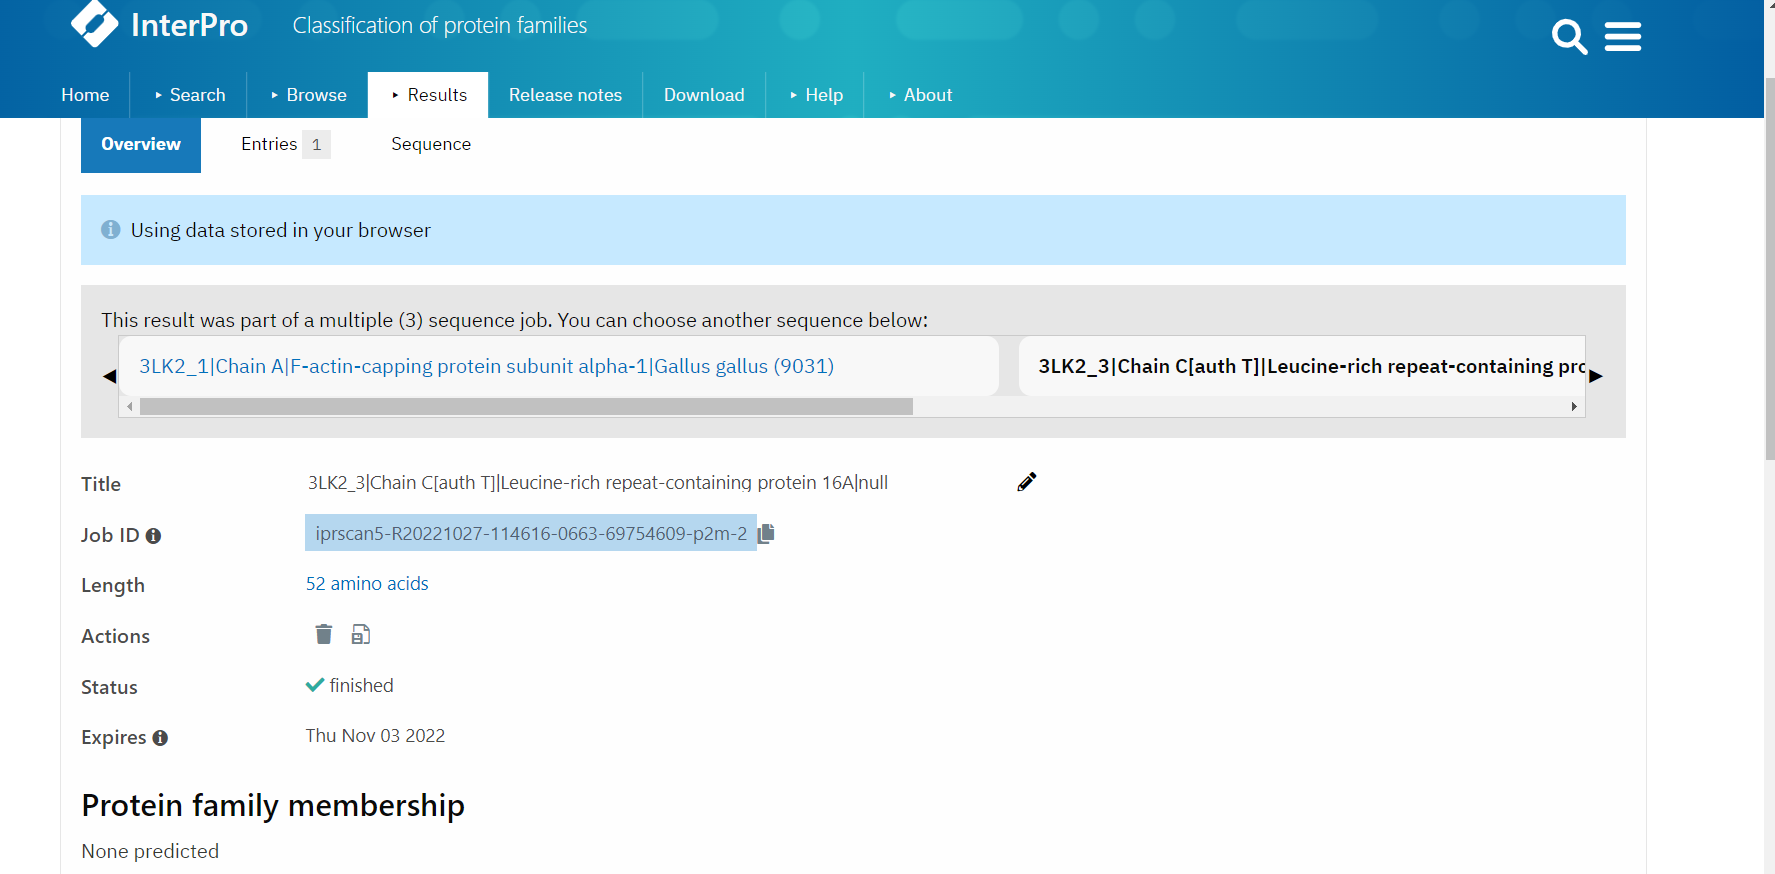 InterPro Classification of protein families
Home Search Browse Results Release notes Download Help About
Overview Entries 1 Sequence
Using data stored in your browser
This result was part of a multiple (3) sequence job. You can choose another sequence below:
3LK2_1|Chain A|F-actin-capping protein subunit alpha-1|Gallus gallus (9031) 3LK2_3|Chain C[auth T]|Leucine-rich repeat-containing pro
Title 3LK2_3|Chain C[auth T]|Leucine-rich repeat-containing protein 16A|null
Job ID iprscan5-R20221027-114616-0663-69754609-p2m-2
Length 52 amino acids
Actions
Status finished
Expires Thu Nov 03 2022
Protein family membership
None predicted